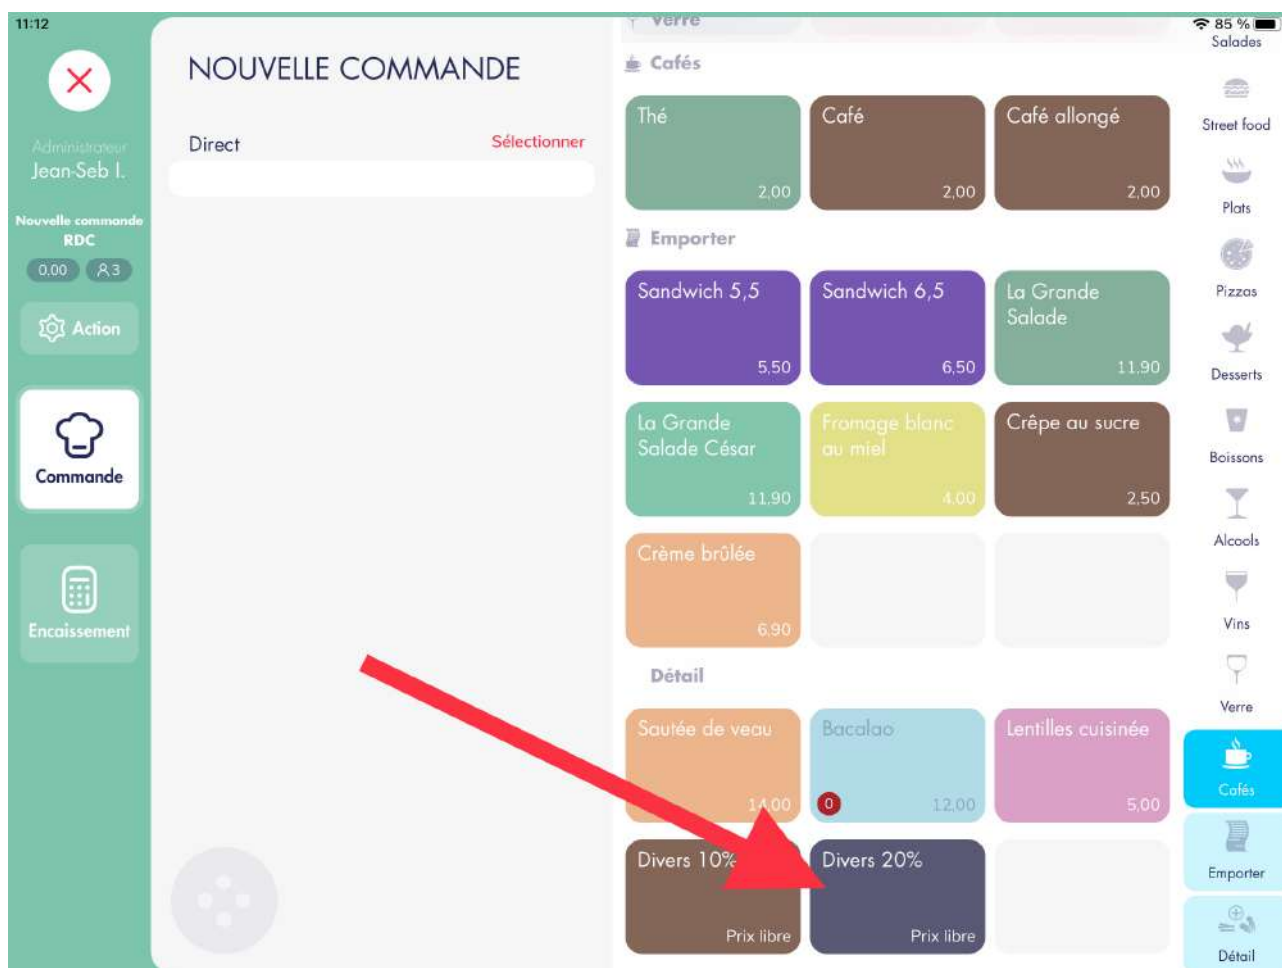 11:12
85 %
Administrateur
Jean-Seb I.
Nouvelle commande
RDC
0.00
3
Action
Commande
Encaissement
NOUVELLE COMMANDE
Direct
Sélectionner
Verre
Cafés
Thé
2,00
Café
2,00
Café allongé
2,00
Emporter
Sandwich 5,5
5,50
Sandwich 6,5
6,50
La Grande
Salade
11,90
La Grande
Salade César
11,90
Fromage blanc
au miel
4,00
Crêpe au sucre
2,50
Crème brûlée
6,90
Détail
Sautée de veau
14,00
Bacalao
0
12,00
Lentilles cuisinée
5,00
Divers 10%
Prix libre
Divers 20%
Prix libre
Salades
Street food
Plats
Pizzas
Desserts
Boissons
Alcools
Vins
Verre
Cafés
Emporter
Détail